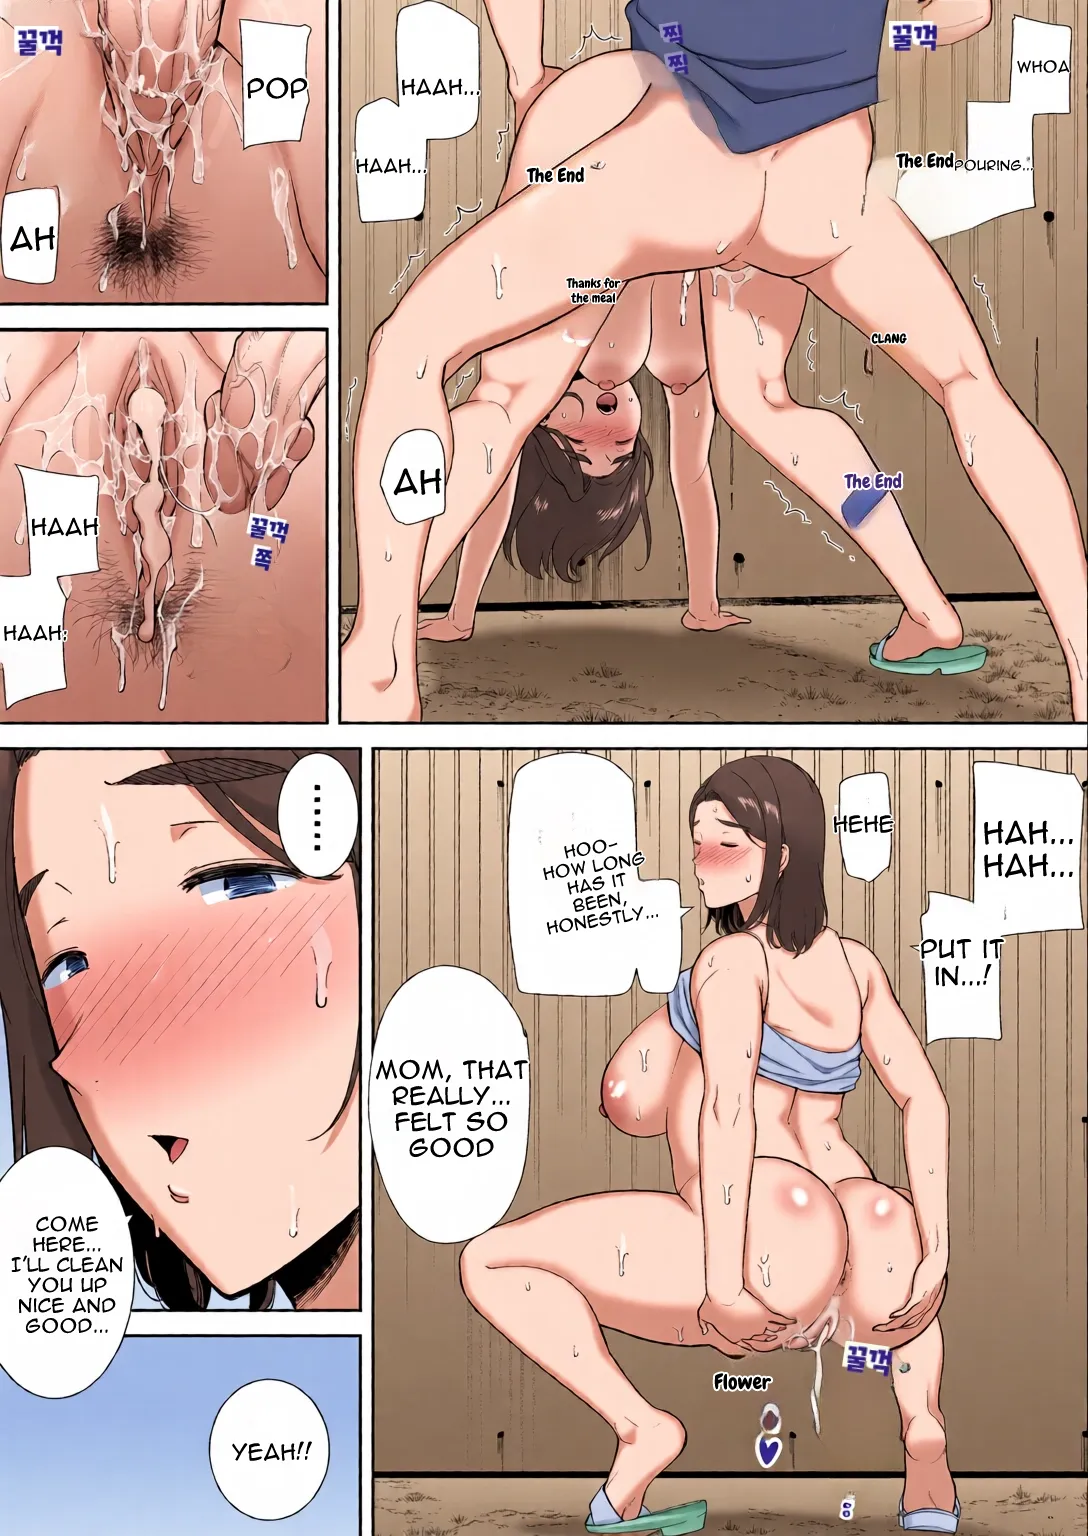 꿀꺽
POP
AH
HAAH...
HAAH...
찍
찍
꿀꺽
WHOA
The End
The End
POURING...
Thanks for
the meal
CLANG
AH
The End
HAAH
HAAH:
꿀꺽
쪽
......
COME
HERE...
I'LL CLEAN
YOU UP
NICE AND
GOOD...
YEAH!!
HOO-
HOW LONG
HAS IT
BEEN,
HONESTLY...
HEHE
HAH...
HAH...
PUT IT
IN...!
MOM, THAT
REALLY...
FELT SO
GOOD
꿀꺽
Flower